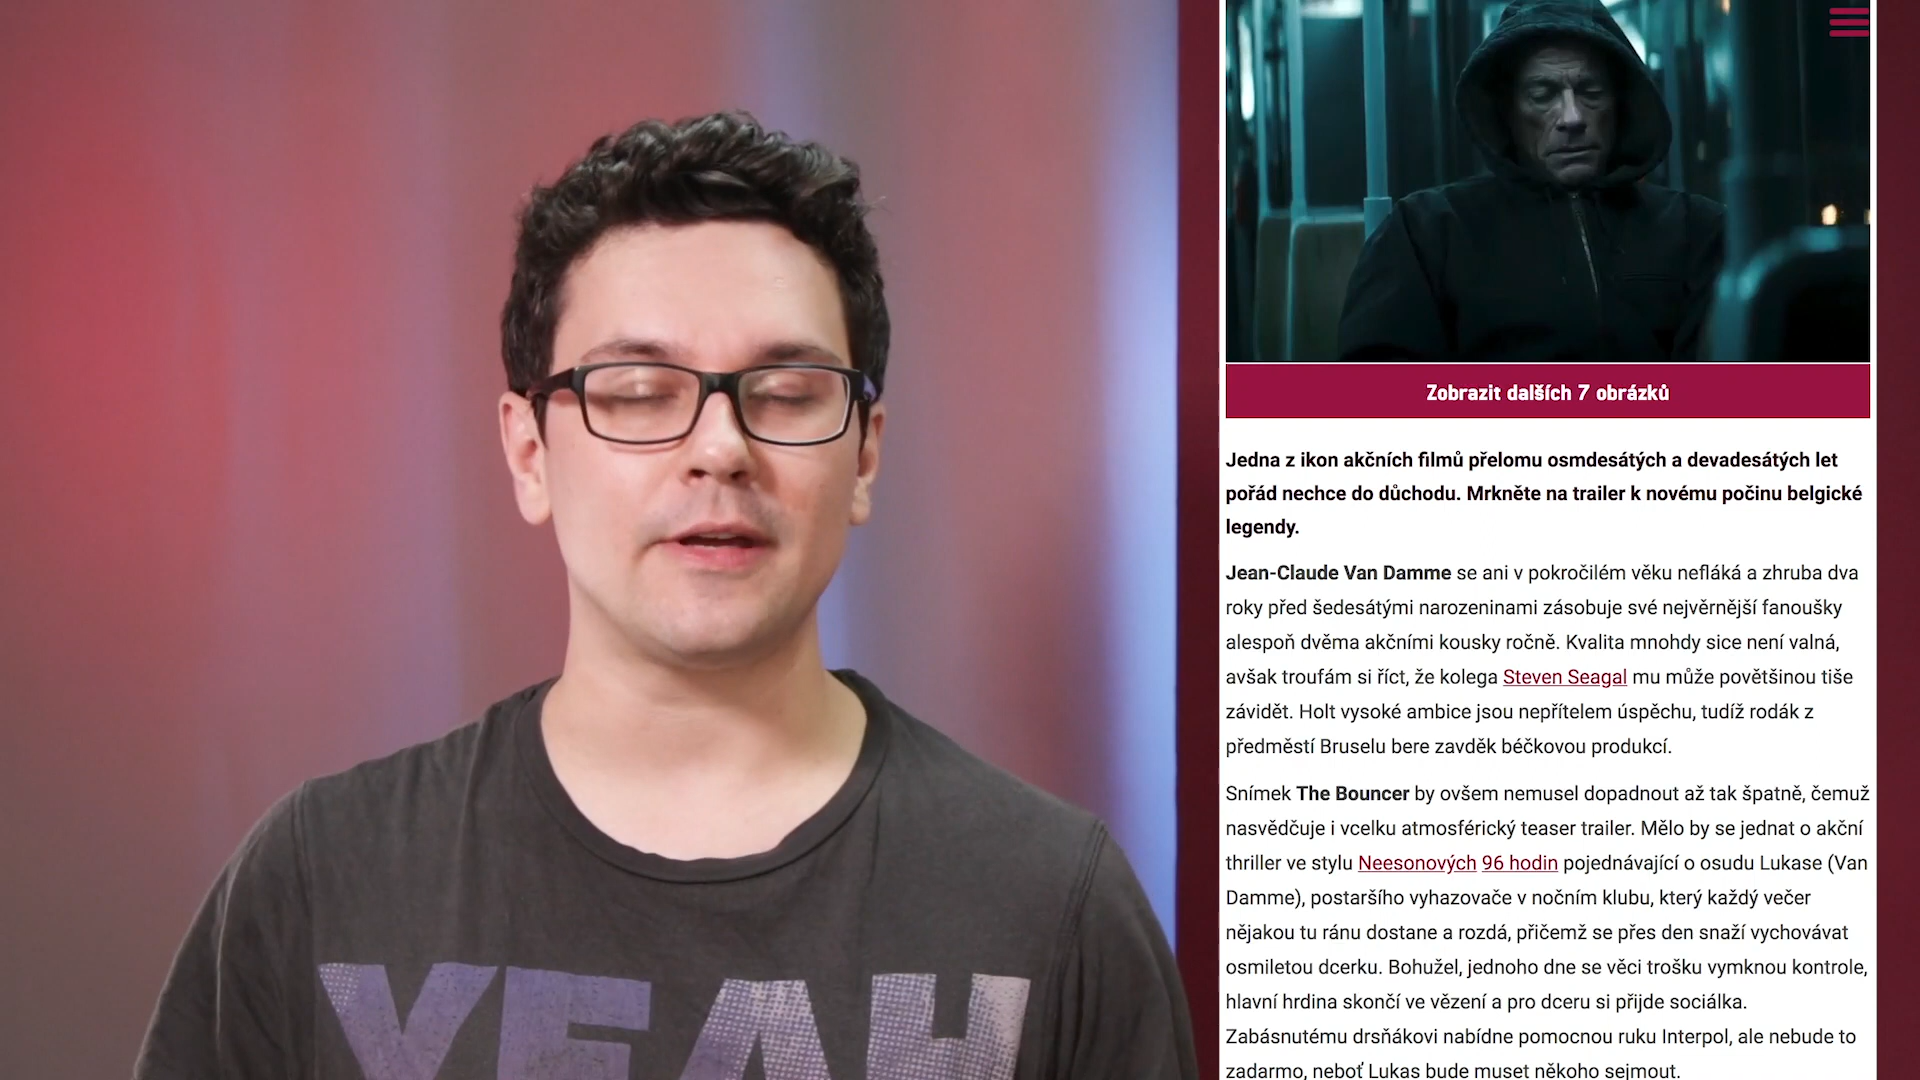 YEAH
Zobrazit dalších 7 obrázků
Jedna z ikon akčních filmů přelomu osmdesátých a devadesátých let
pořád nechce do důchodu. Mrkněte na trailer k novému počinu belgické
legendy.
Jean-Claude Van Damme se ani v pokročilém věku nefláká a zhruba dva
roky před šedesátými narozeninami zásobuje své nejvěrnější fanoušky
alespoň dvěma akčními kousky ročně. Kvalita mnohdy sice není valná,
avšak troufám si říct, že kolega Steven Seagal mu může povětšinou tiše
závidět. Holt vysoké ambice jsou nepřítelem úspěchu, tudíž rodák z
předměstí Bruselu bere zavděk béčkovou produkcí.
Snímek The Bouncer by ovšem nemusel dopadnout až tak špatně, čemuž
nasvědčuje i vcelku atmosférický teaser trailer. Mělo by se jednat o akční
thriller ve stylu Neesonových 96 hodin pojednávající o osudu Lukase (Van
Damme), postaršího vyhazovače v nočním klubu, který každý večer
nějakou tu ránu dostane a rozdá, přičemž se přes den snaží vychovávat
osmiletou dcerku. Bohužel, jednoho dne se věci trošku vymknou kontrole,
hlavní hrdina skončí ve vězení a pro dceru si přijde sociálka.
Zabásnutému drsňákovi nabídne pomocnou ruku Interpol, ale nebude to
zadarmo, neboť Lukas bude muset někoho sejmout.